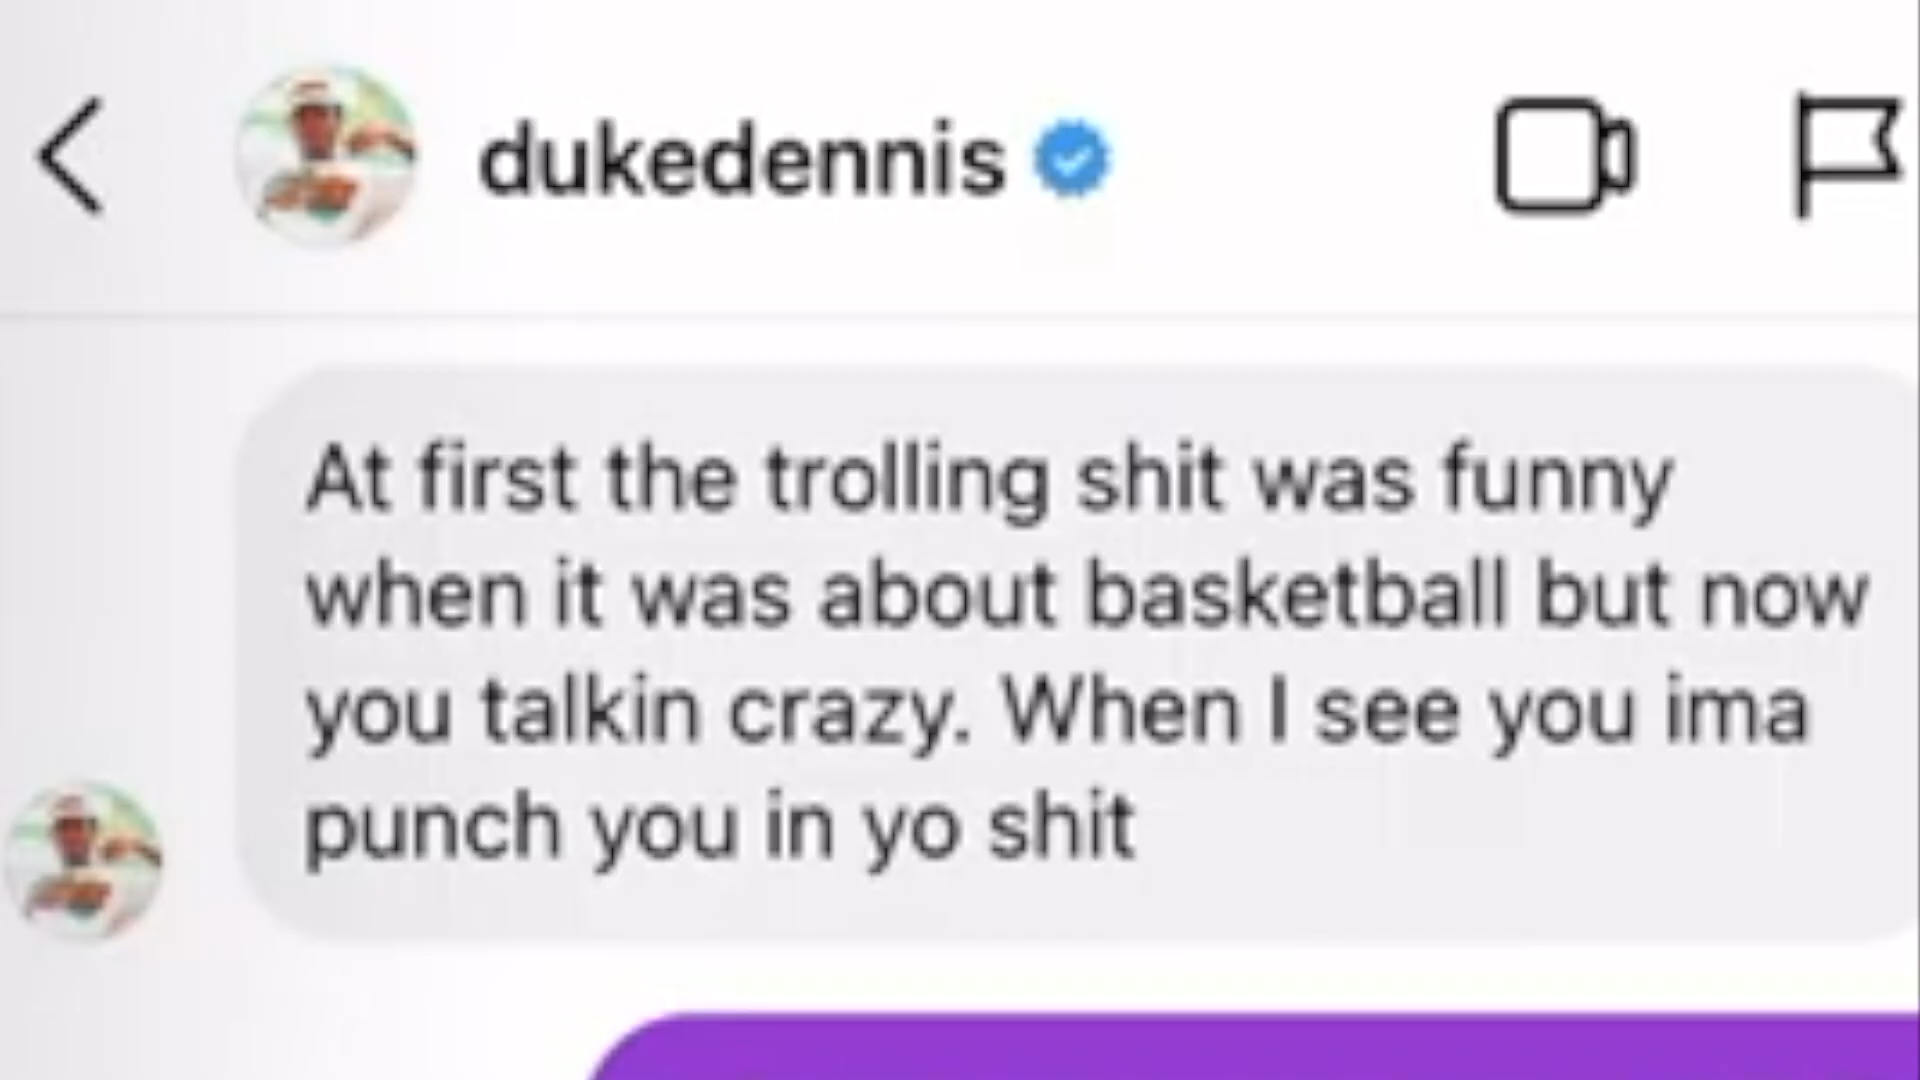 dukedennis
At first the trolling shit was funny
when it was about basketball but now
you talkin crazy. When I see you ima
punch you in yo shit